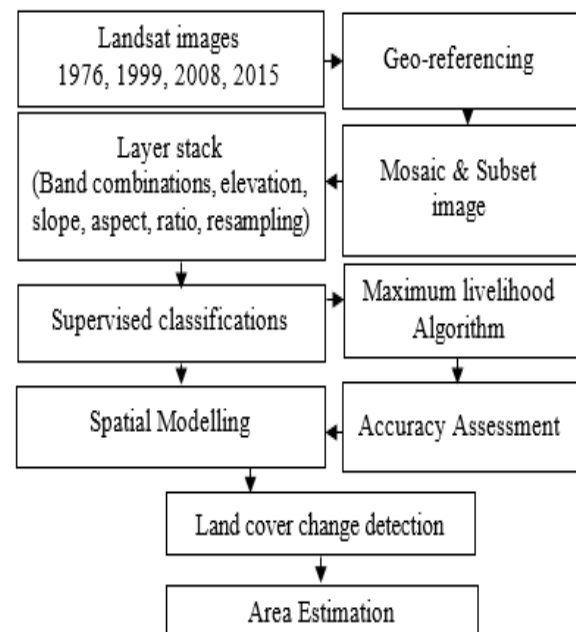 Landsat images
1976, 1999, 2008, 2015
Geo-referencing
Mosaic & Subset
image
Layer stack
(Band combinations, elevation,
slope, aspect, ratio, resampling)
Supervised classifications
Maximum livelihood
Algorithm
Accuracy Assessment
Spatial Modelling
Land cover change detection
Area Estimation